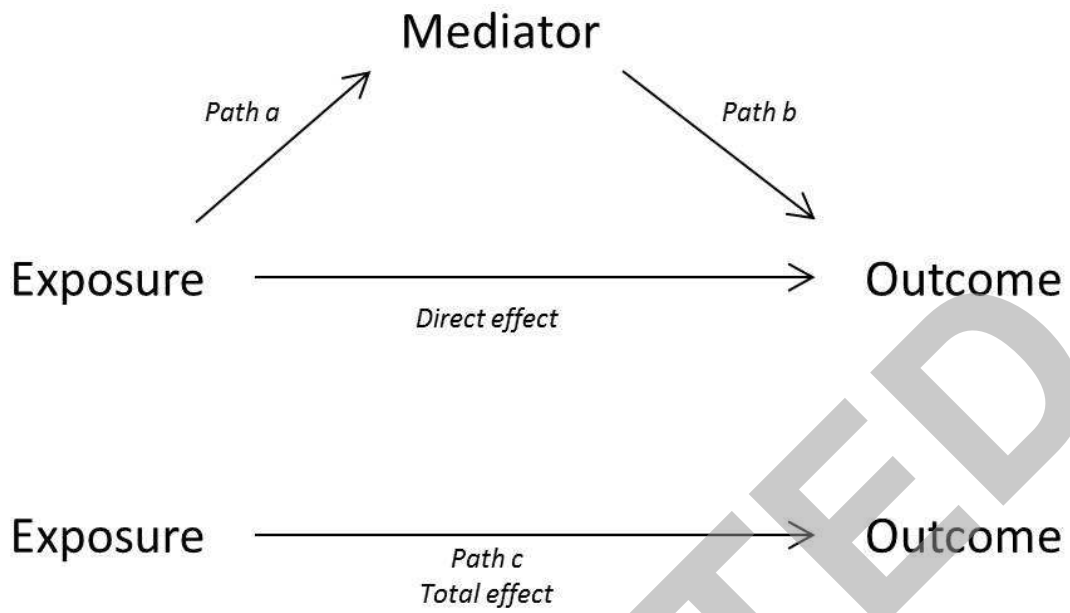 Mediator
Path a
Path b
Exposure
Outcome
Direct effect
Exposure
Outcome
Path c
Total effect
TED